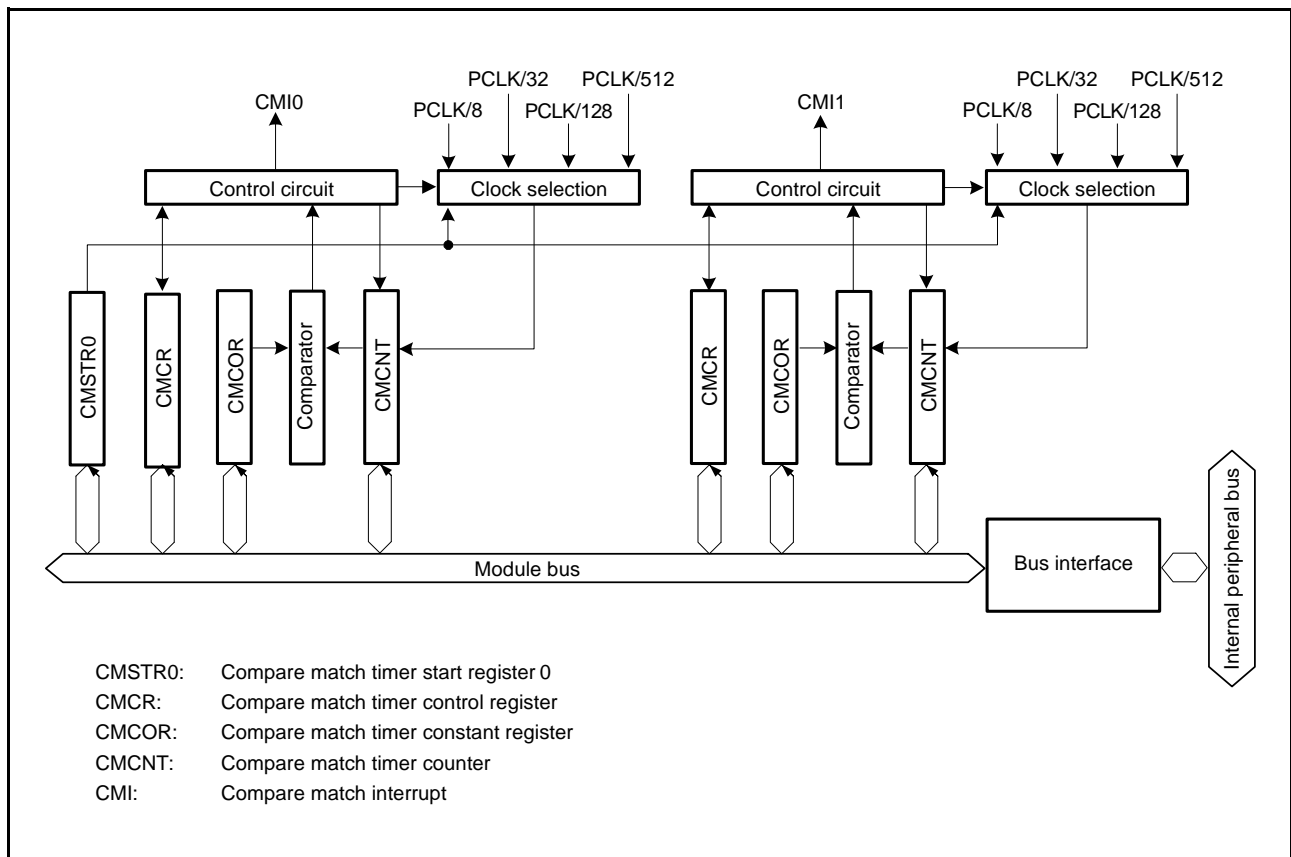 PCLK/32 PCLK/512 PCLK/32 PCLK/512
CMI0 PCLK/8 PCLK/128 CMI1 PCLK/8 PCLK/128
Control circuit Clock selection Control circuit Clock selection
CMSTR0 CMCR CMCOR Comparator CMCNT CMCR CMCOR Comparator CMCNT
Module bus Bus interface Internal peripheral bus
CMSTR0: Compare match timer start register 0
CMCR: Compare match timer control register
CMCOR: Compare match timer constant register
CMCNT: Compare match timer counter
CMI: Compare match interrupt